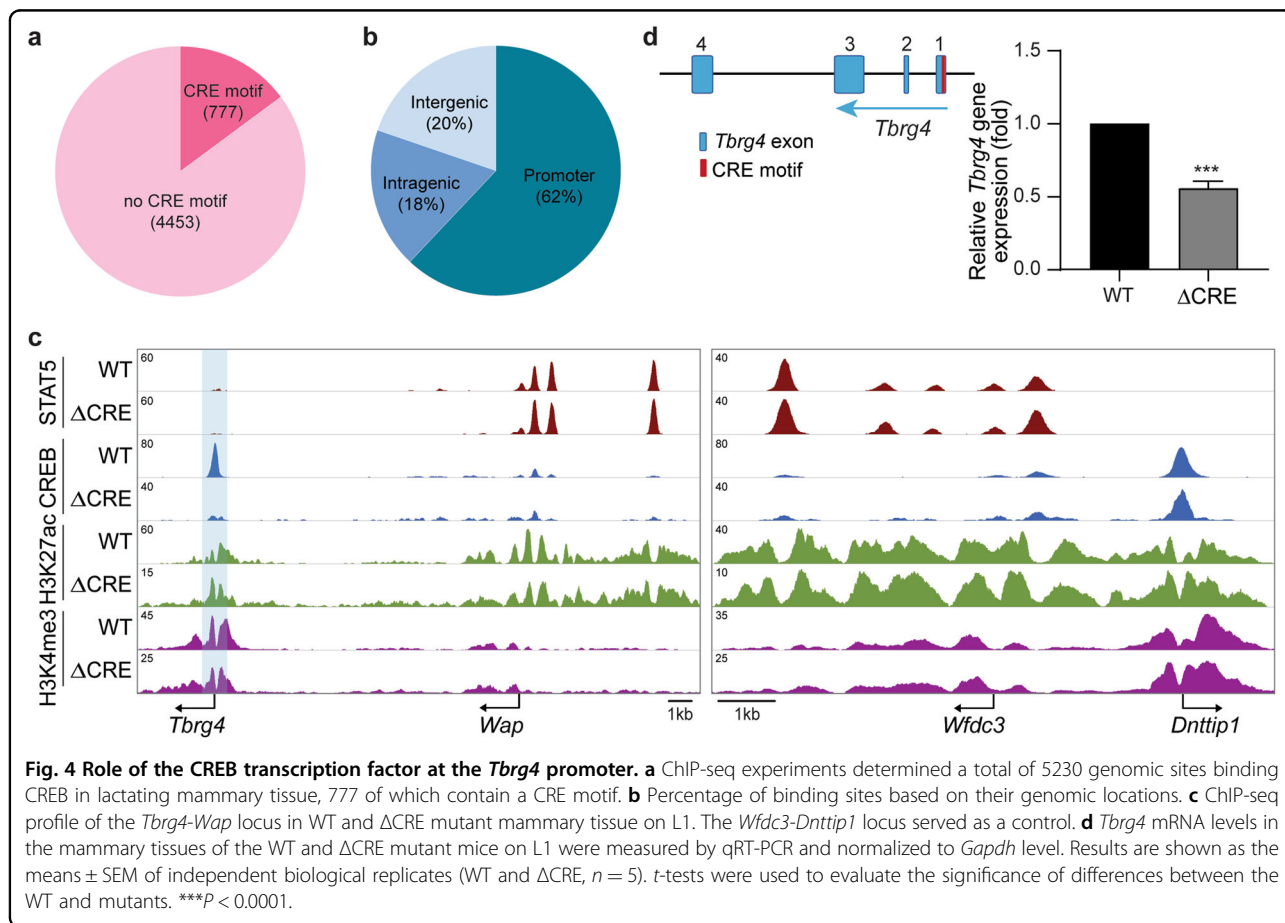 a
CRE motif
(777)
no CRE motif
(4453)
b
Intergenic
(20%)
Intragenic
(18%)
Promoter
(62%)
d
4 3 2 1
Tbrg4
Tbrg4 exon
CRE motif
Relative Tbrg4 gene
expression (fold)
1.5
1.0
0.5
0.0
***
WT ΔCRE
c
STAT5
WT 60 40
ΔCRE 60 40
CREB
WT 80 80
ΔCRE 40 40
H3K27ac
WT 60 40
ΔCRE 15 10
H3K4me3
WT 45 35
ΔCRE 25 25
Tbrg4 Wap 1kb 1kb Wfdc3 Dnttip1
Fig. 4 Role of the CREB transcription factor at the Tbrg4 promoter. a ChIP-seq experiments determined a total of 5230 genomic sites binding
CREB in lactating mammary tissue, 777 of which contain a CRE motif. b Percentage of binding sites based on their genomic locations. c ChIP-seq
profile of the Tbrg4-Wap locus in WT and ΔCRE mutant mammary tissue on L1. The Wfdc3-Dnttip1 locus served as a control. d Tbrg4 mRNA levels in
the mammary tissues of the WT and ΔCRE mutant mice on L1 were measured by qRT-PCR and normalized to Gapdh level. Results are shown as the
means ± SEM of independent biological replicates (WT and ΔCRE, n = 5). t-tests were used to evaluate the significance of differences between the
WT and mutants. ***P < 0.0001.